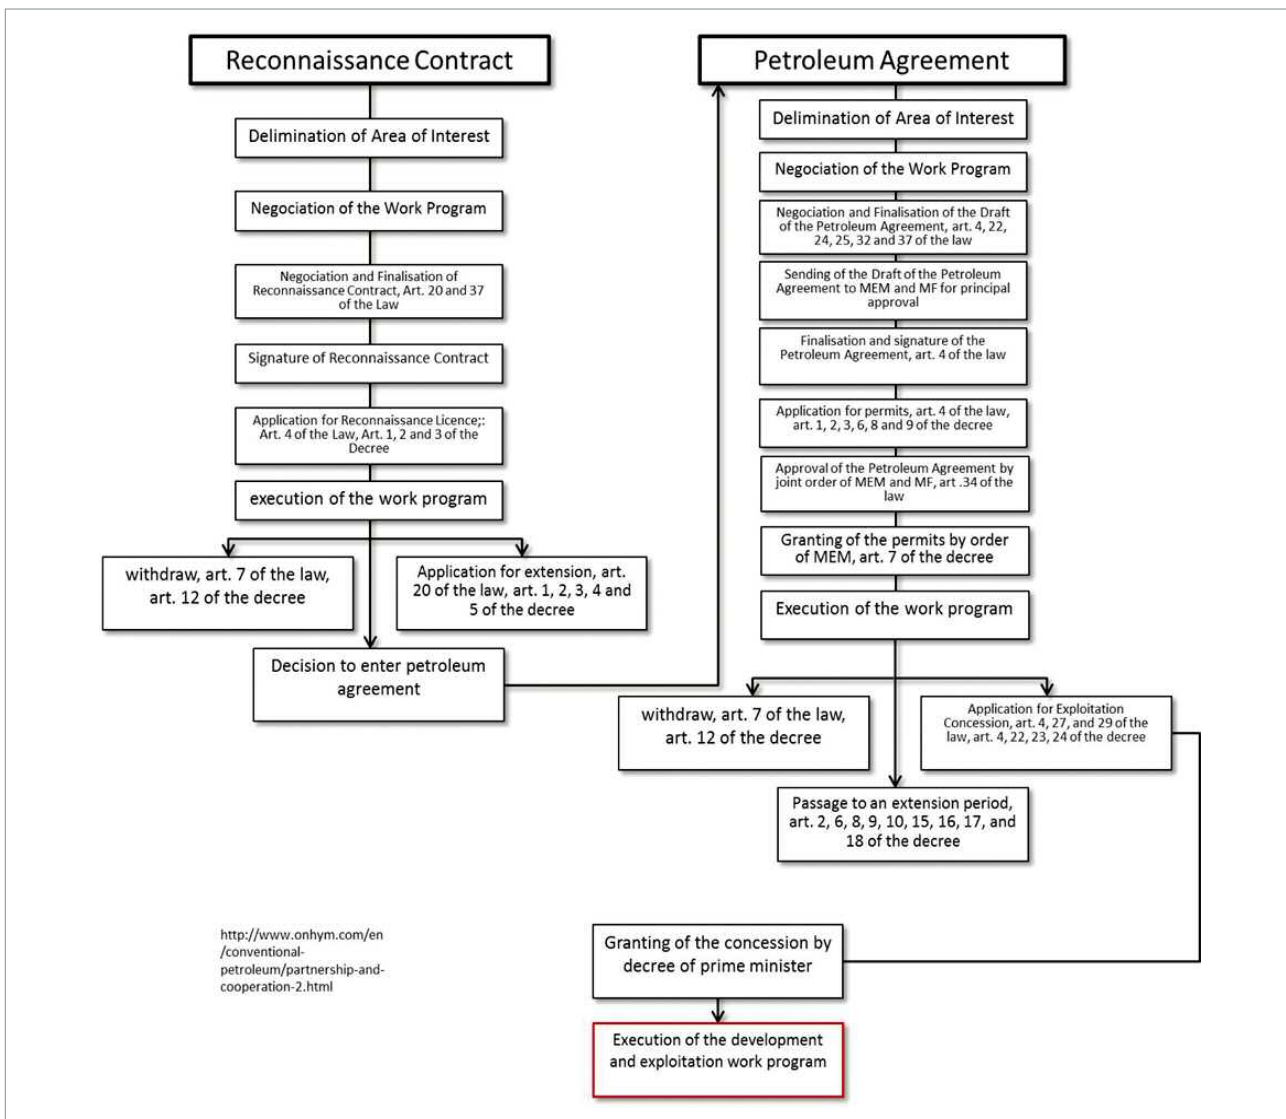 Reconnaissance Contract
Delimination of Area of Interest
Negociation of the Work Program
Negociation and Finalisation of
Reconnaissance Contract, Art. 20 and 37
of the Law
Signature of Reconnaissance Contract
Application for Reconnaissance Licence;:
Art. 4 of the Law, Art. 1, 2 and 3 of the
Decree
execution of the work program
withdraw, art. 7 of the law,
art. 12 of the decree
Application for extension, art.
20 of the law, art. 1, 2, 3, 4 and
5 of the decree
Decision to enter petroleum
agreement
Petroleum Agreement
Delimination of Area of Interest
Negociation of the Work Program
Negociation and Finalisation of the Draft
of the Petroleum Agreement, art. 4, 22,
24, 25, 32 and 37 of the law
Sending of the Draft of the Petroleum
Agreement to MEM and MF for principal
approval
Finalisation and signature of the
Petroleum Agreement, art. 4 of the law
Application for permits, art. 4 of the law,
art. 1, 2, 3, 6, 8 and 9 of the decree
Approval of the Petroleum Agreement by
joint order of MEM and MF, art .34 of the
law
Granting of the permits by order
of MEM, art. 7 of the decree
Execution of the work program
withdraw, art. 7 of the law,
art. 12 of the decree
Application for Exploitation
Concession, art. 4, 27, and 29 of the
law, art. 4, 22, 23, 24 of the decree
Passage to an extension period,
art. 2, 6, 8, 9, 10, 15, 16, 17, and
18 of the decree
Granting of the concession by
decree of prime minister
Execution of the development
and exploitation work program
http://www.onhym.com/en
/conventional-
petroleum/partnership-and-
cooperation-2.html